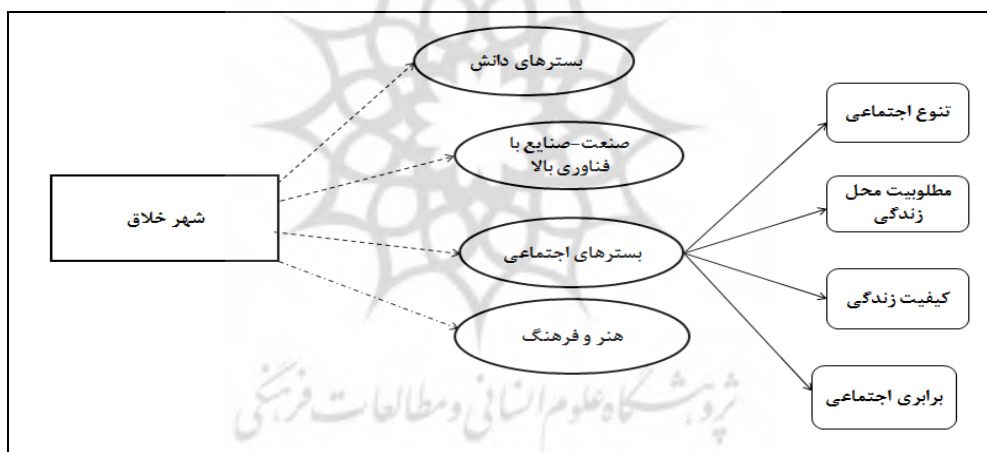 بسترهای دانش
صنعت-صنایع با
فناوری بالا
شهر خلاق
بسترهای اجتماعی
هنر و فرهنگ
تنوع اجتماعی
مطلوبیت محل
زندگی
کیفیت زندگی
برابری اجتماعی
پژوهشگاه علوم انسانی و مطالعات فرهنگی